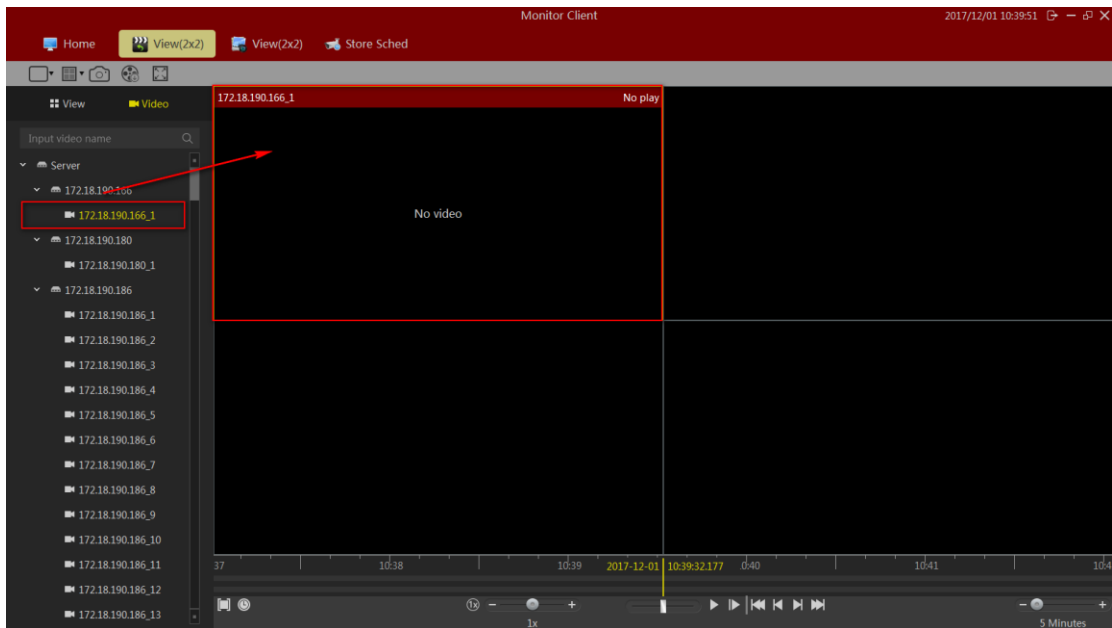 Monitor Client
2017/12/01 10:39:51
Home
View(2x2)
View(2x2)
Store Sched
View
Video
172.18.190.166_1
No play
Input video name
Server
172.18.190.166
172.18.190.166_1
No video
172.18.190.180
172.18.190.180_1
172.18.190.186
172.18.190.186_1
172.18.190.186_2
172.18.190.186_3
172.18.190.186_4
172.18.190.186_5
172.18.190.186_6
172.18.190.186_7
172.18.190.186_8
172.18.190.186_9
172.18.190.186_10
172.18.190.186_11
172.18.190.186_12
172.18.190.186_13
37 10:38 10:39 2017-12-01 10:39:32.177 0:40 10:41 10:4
1x
1x
5 Minutes